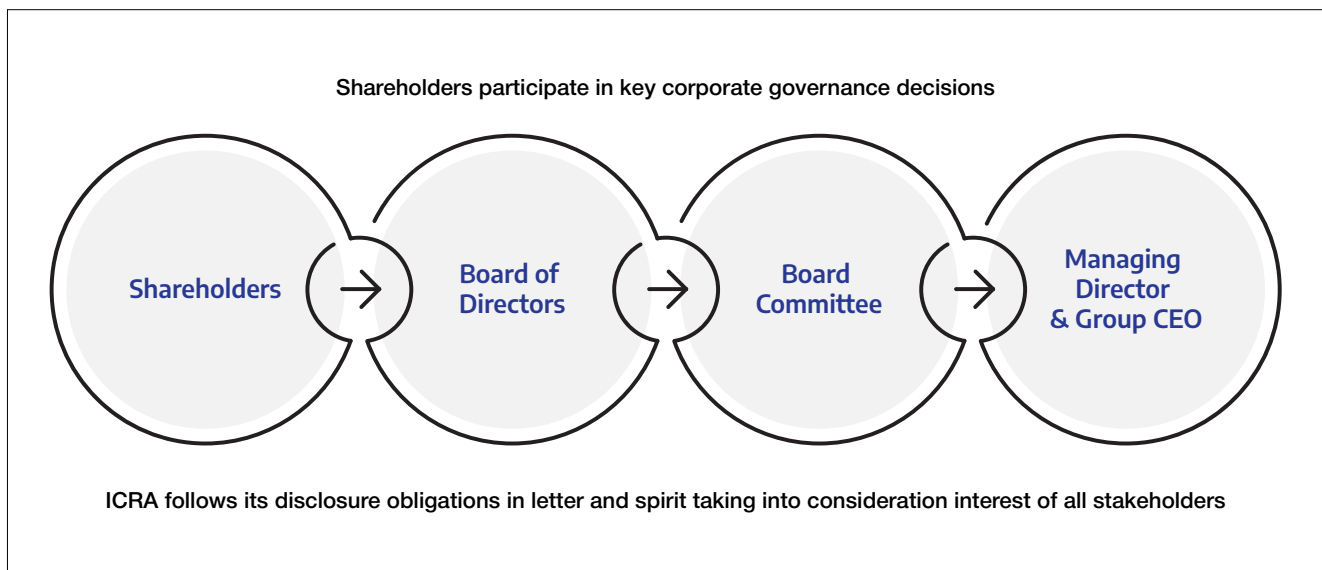 Shareholders participate in key corporate governance decisions
Shareholders
Board of
Directors
Board
Committee
Managing
Director
& Group CEO
ICRA follows its disclosure obligations in letter and spirit taking into consideration interest of all stakeholders